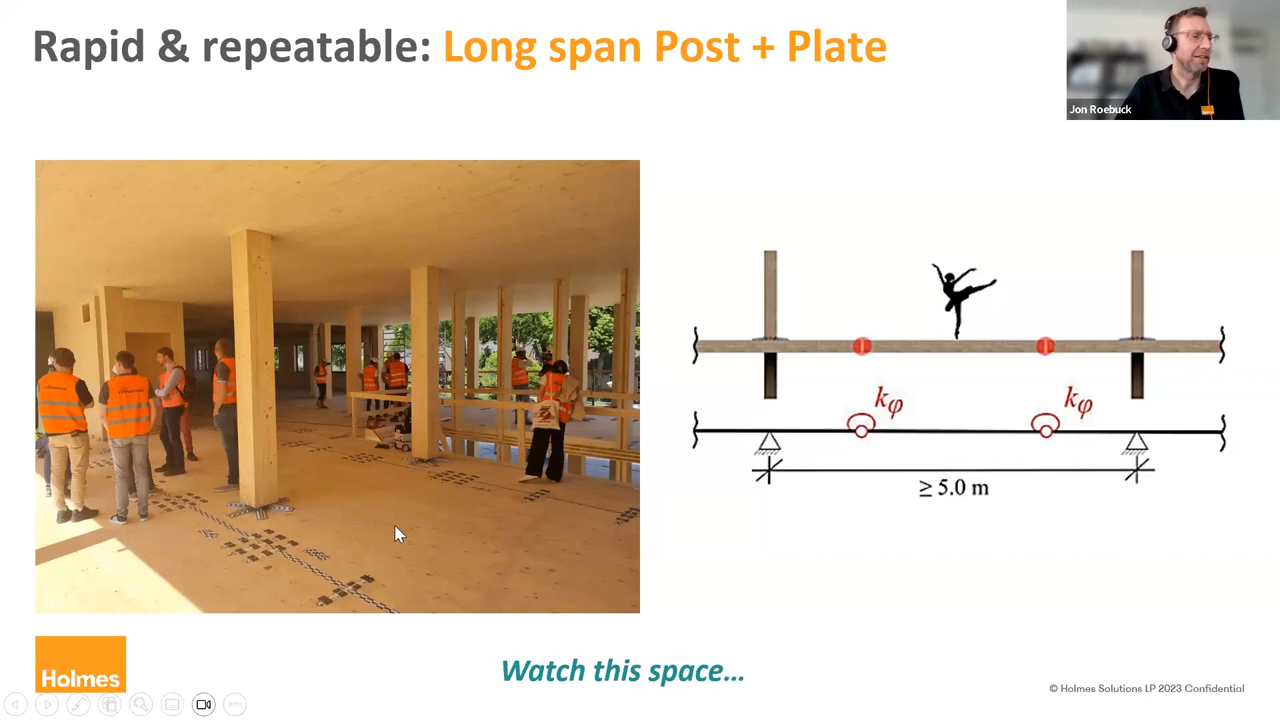 Rapid & repeatable: Long span Post + Plate
Jon Roebuck
kφ
kφ
≥ 5.0 m
Holmes
Watch this space...
© Holmes Solutions LP 2023 Confidential